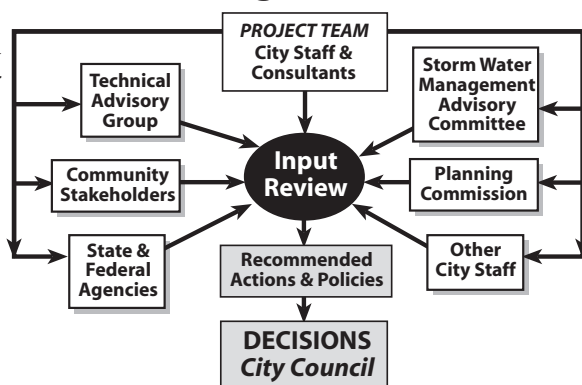 PROJECT TEAM
City Staff &
Consultants
Technical
Advisory
Group
Storm Water
Management
Advisory
Committee
Input
Review
Community
Stakeholders
Planning
Commission
State &
Federal
Agencies
Other
City Staff
Recommended
Actions & Policies
DECISIONS
City Council